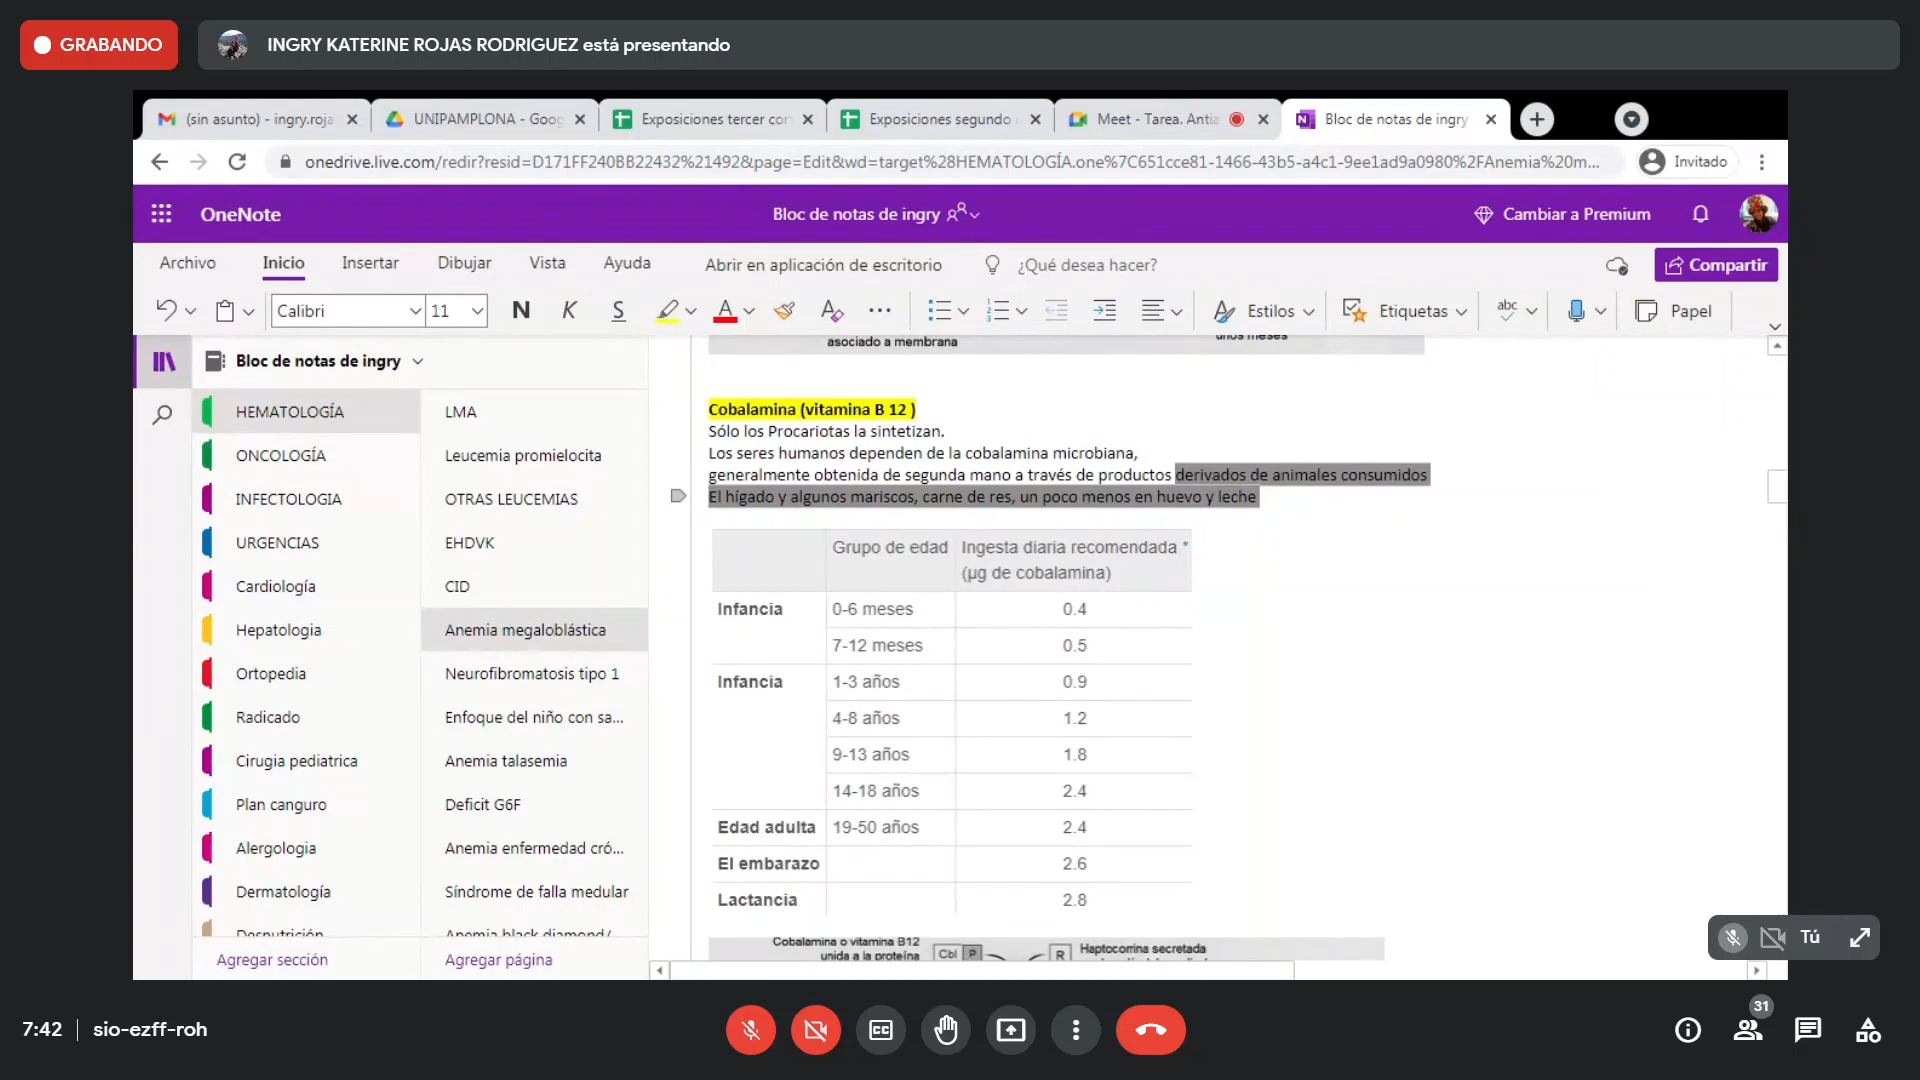 GRABANDO
INGRY KATERINE ROJAS RODRIGUEZ está presentando
(sin asunto) - ingry.roja
UNIPAMPLONA - Goog
Exposiciones tercer cor
Exposiciones segundo
Meet - Tarea. Antia
Bloc de notas de ingry
onedrive.live.com/redir?resid=D171FF240BB22432%21492&page=Edit&wd=target%28HEMATOLOGÍA.one%7C651cce81-1466-43b5-a4c1-9ee1ad9a0980%2FAnemia%20m...
Invitado
OneNote
Bloc de notas de ingry
Cambiar a Premium
Archivo
Inicio
Insertar
Dibujar
Vista
Ayuda
Abrir en aplicación de escritorio
¿Qué desea hacer?
Compartir
Calibri
11
N
K
S
Estilos
Etiquetas
abc
Papel
Bloc de notas de ingry
HEMATOLOGÍA
ONCOLOGÍA
INFECTOLOGIA
URGENCIAS
Cardiología
Hepatologia
Ortopedia
Radicado
Cirugia pediatrica
Plan canguro
Alergologia
Dermatología
Desnutrición
Agregar sección
LMA
Leucemia promielocita
OTRAS LEUCEMIAS
EHDVK
CID
Anemia megaloblástica
Neurofibromatosis tipo 1
Enfoque del niño con sa...
Anemia talasemia
Deficit G6F
Anemia enfermedad cró...
Síndrome de falla medular
Anemia black diamond/
Agregar página
asociado a membrana
unos meses
Cobalamina (vitamina B 12 )
Sólo los Procariotas la sintetizan.
Los seres humanos dependen de la cobalamina microbiana,
generalmente obtenida de segunda mano a través de productos derivados de animales consumidos
El hígado y algunos mariscos, carne de res, un poco menos en huevo y leche
Grupo de edad
Ingesta diaria recomendada *
(µg de cobalamina)
Infancia 0-6 meses 0.4
7-12 meses 0.5
Infancia 1-3 años 0.9
4-8 años 1.2
9-13 años 1.8
14-18 años 2.4
Edad adulta 19-50 años 2.4
El embarazo 2.6
Lactancia 2.8
Cobalamina o vitamina B12
unida a la proteína
Cbl P
R
Haptocorrina secretada
Tú
7:42
sio-ezff-roh
31